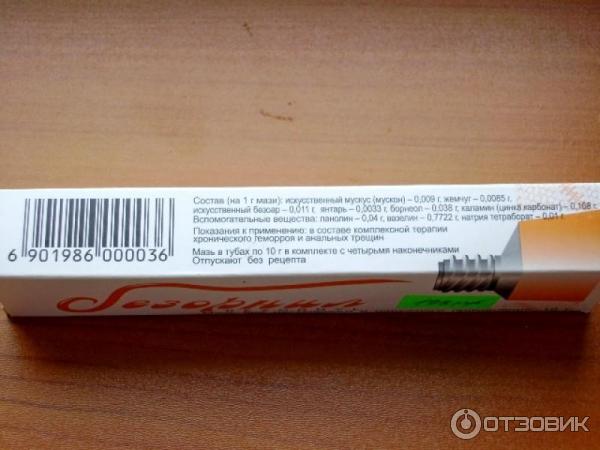 Состав (на 1 г мази): искусственный мускус (мускон) – 0,009 г, жемчуг – 0,0085 г,
искусственный безоар – 0,011 г, янтарь – 0,0033 г, борнеол – 0,038 г, каламин (цинка карбонат) – 0,108 г.
Вспомогательные вещества: ланолин – 0,04 г, вазелин – 0,7722 г, натрия тетраборат – 0,01 г
Показания к применению: в составе комплексной терапии
хронического геморроя и анальных трещин
Мазь в тубах по 10 г в комплекте с четырьмя наконечниками
Отпускают без рецепта
6 901986 000036
Безорнил
ОТЗОВИК